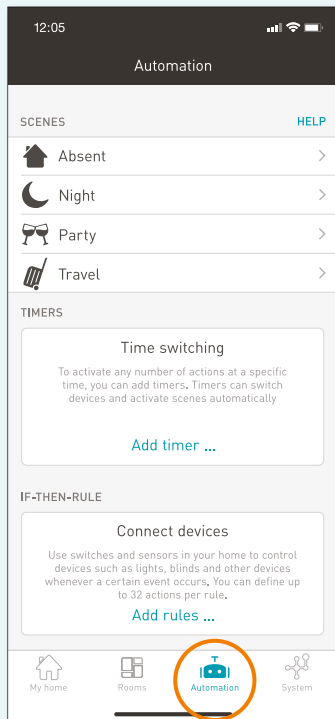 12:05
Automation
SCENES HELP
Absent
Night
Party
Travel
TIMERS
Time switching
To activate any number of actions at a specific
time, you can add timers. Timers can switch
devices and activate scenes automatically
Add timer ...
IF-THEN-RULE
Connect devices
Use switches and sensors in your home to control
devices such as lights, blinds and other devices
whenever a certain event occurs. You can define up
to 32 actions per rule.
Add rules ...
My home Rooms Automation System